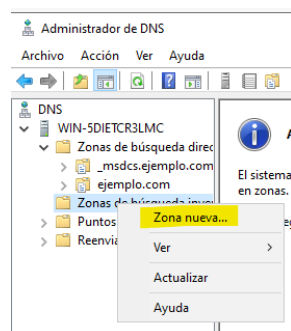 Administrador de DNS
Archivo Acción Ver Ayuda
DNS
WIN-5DIETCR3LMC
Zonas de búsqueda direc
_msdcs.ejemplo.com
ejemplo.com
Zonas de búsqueda inver
Puntos
Reenvia
Zona nueva...
Ver
Actualizar
Ayuda
A
El sistema
en zonas.